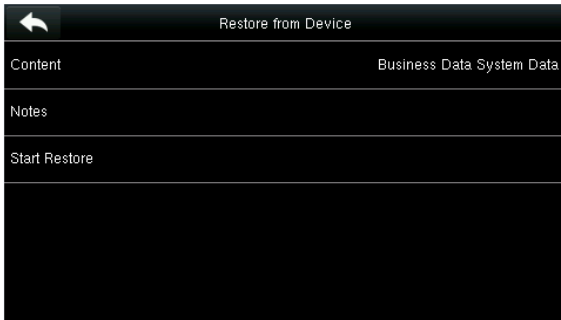 Restore from Device
Content Business Data System Data
Notes
Start Restore